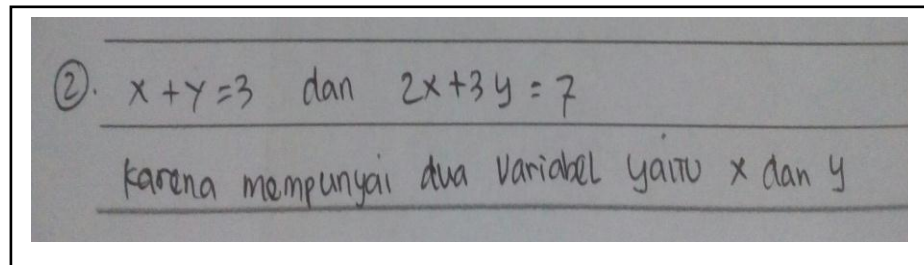 ②. x + y = 3 dan 2x + 3y = 7
karena mempunyai dua variabel yaitu x dan y